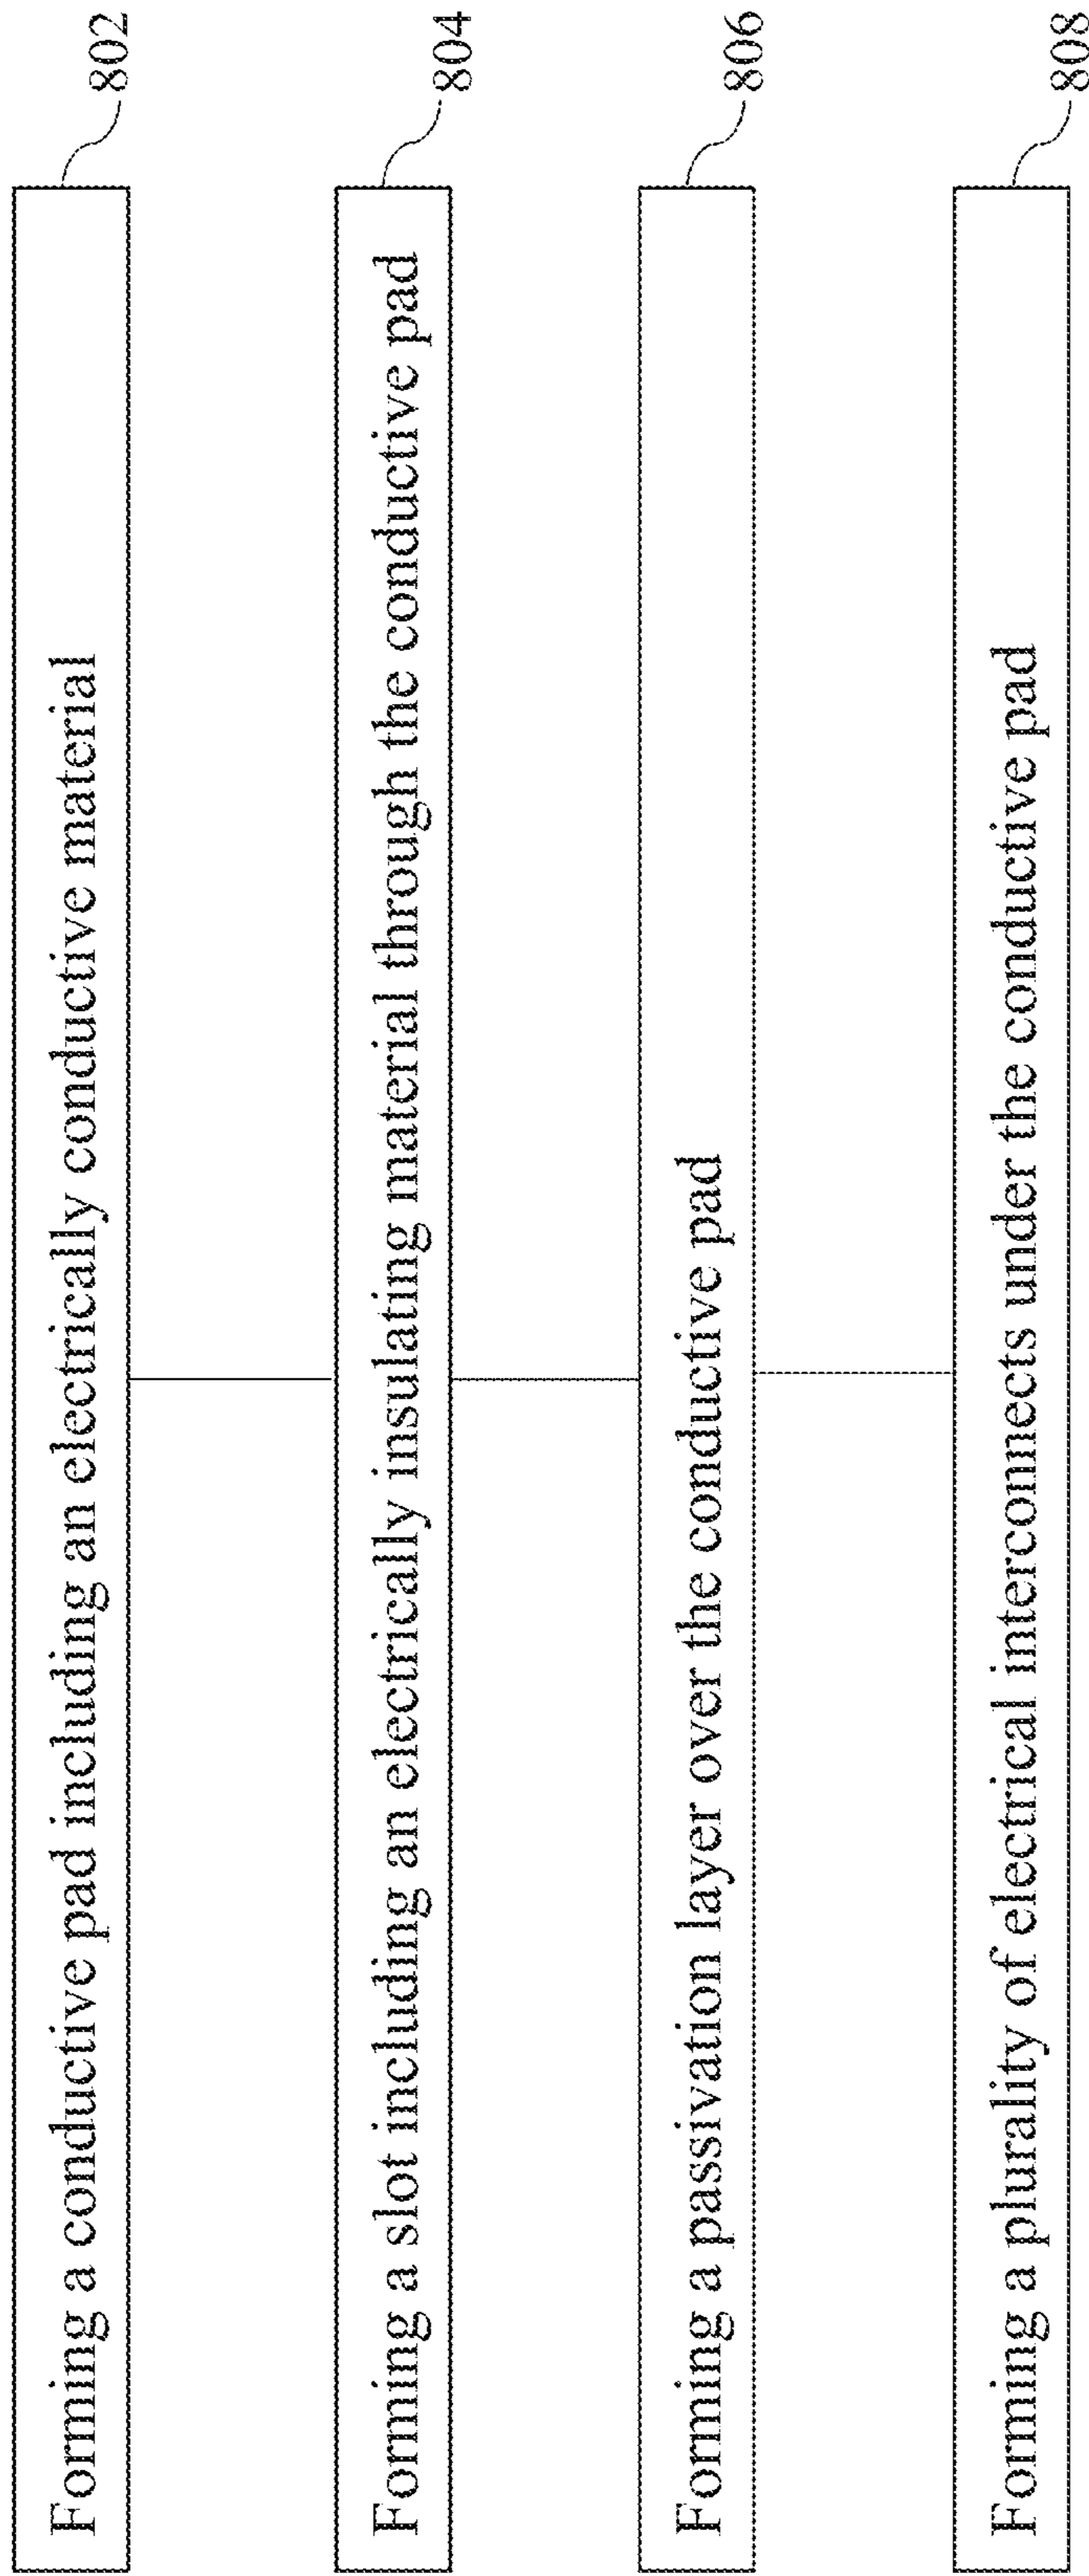 Forming a conductive pad including an electrically conductive material
802
Forming a slot including an electrically insulating material through the conductive pad
804
Forming a passivation layer over the conductive pad
806
Forming a plurality of electrical interconnects under the conductive pad
808